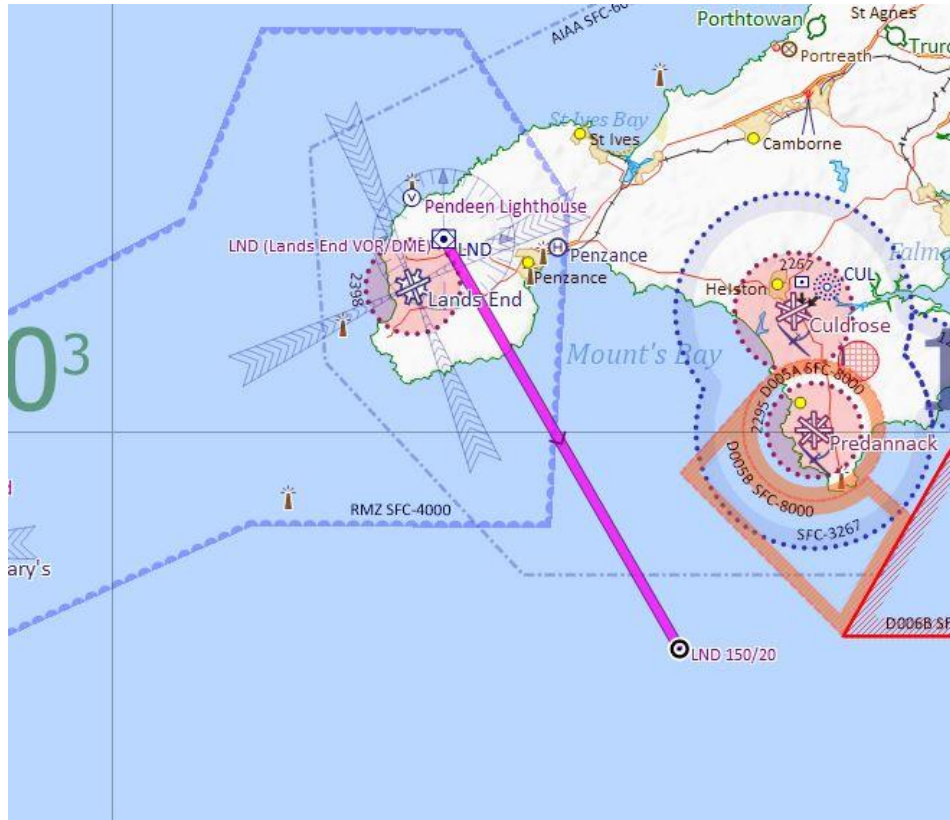 Porthtowan
St Agnes
Truro
AIAA SFC-60
Portreath
St Ives Bay
St Ives
Camborne
V
Pendeen Lighthouse
LND (Lands End VOR/DME)
LND
H
Penzance
Penzance
Falm
2267
CUL
Helston
2398
Lands End
Culdrose
0³
Mount's Bay
D005A SFC-8000
2295
Predannack
D005B SFC-8000
RMZ SFC-4000
SFC-3267
d
ary's
D006B SF
LND 150/20